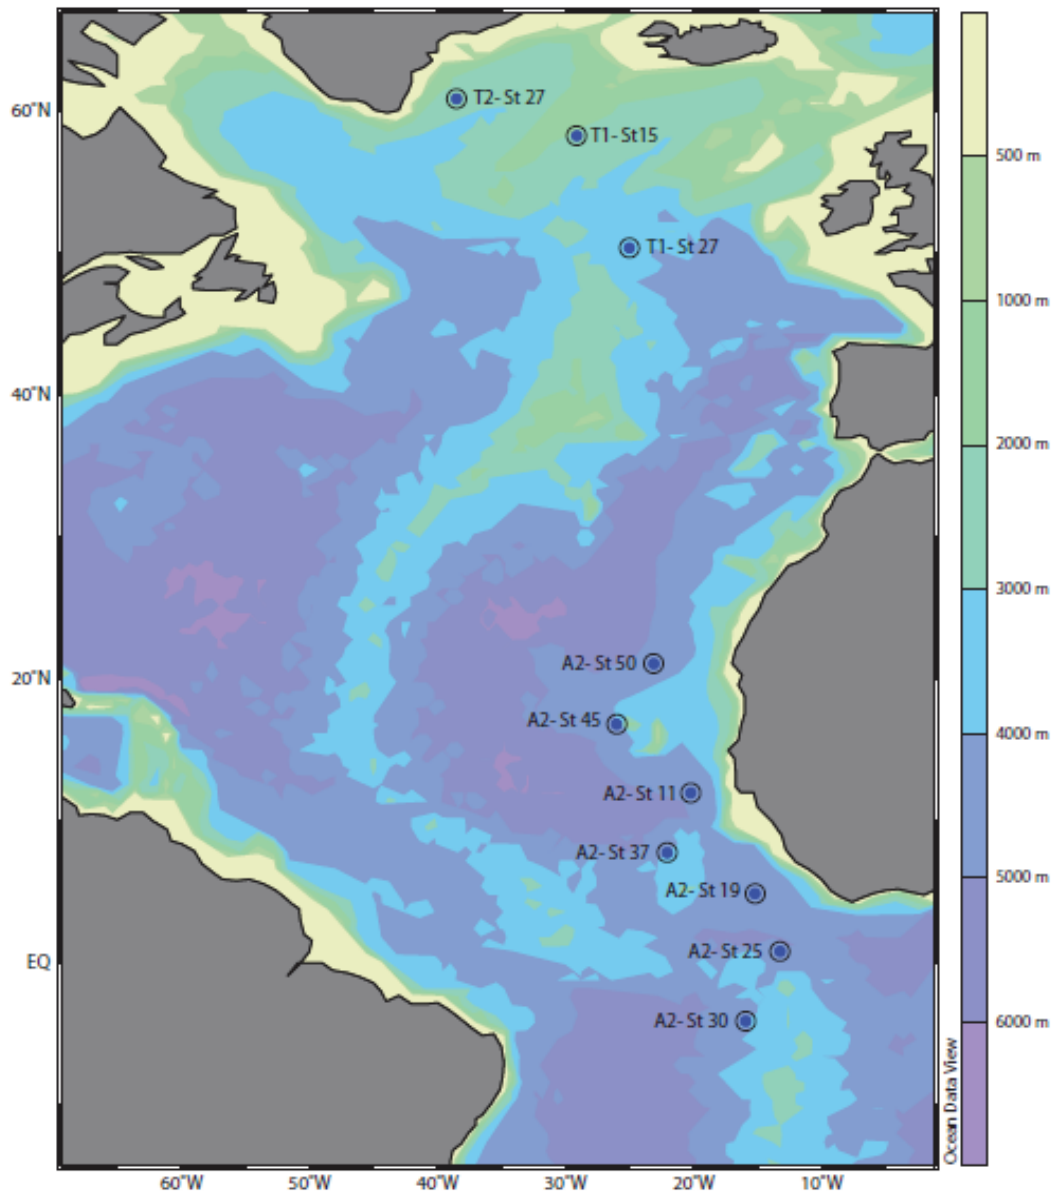 60˚N
40˚N
20˚N
EQ
T2- St 27
T1- St15
T1- St 27
A2- St 50
A2- St 45
A2- St 11
A2- St 37
A2- St 19
A2- St 25
A2- St 30
500 m
1000 m
2000 m
3000 m
4000 m
5000 m
6000 m
Ocean Data View
60˚W
50˚W
40˚W
30˚W
20˚W
10˚W